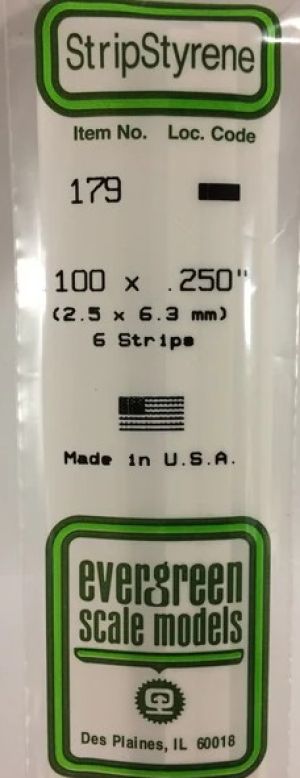 StripStyrene
Item No. Loc. Code
179
.100 x .250"
(2.5 x 6.3 mm)
6 Strips
Made in U.S.A.
evergreen
scale models
Des Plaines, IL 60018